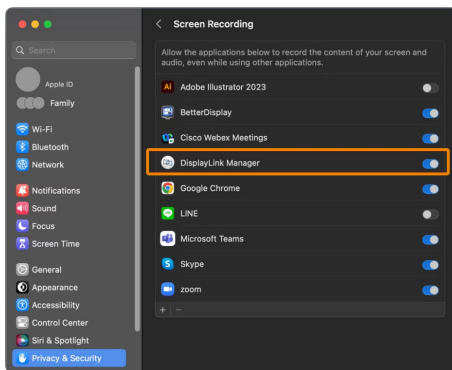 Screen Recording
Search
Apple ID
Family
Wi-Fi
Bluetooth
Network
Notifications
Sound
Focus
Screen Time
General
Appearance
Accessibility
Control Center
Siri & Spotlight
Privacy & Security
Allow the applications below to record the content of your screen and
audio, even while using other applications.
Ai Adobe Illustrator 2023
BetterDisplay
Cisco Webex Meetings
DisplayLink Manager
Google Chrome
LINE
Microsoft Teams
Skype
zoom
+ −